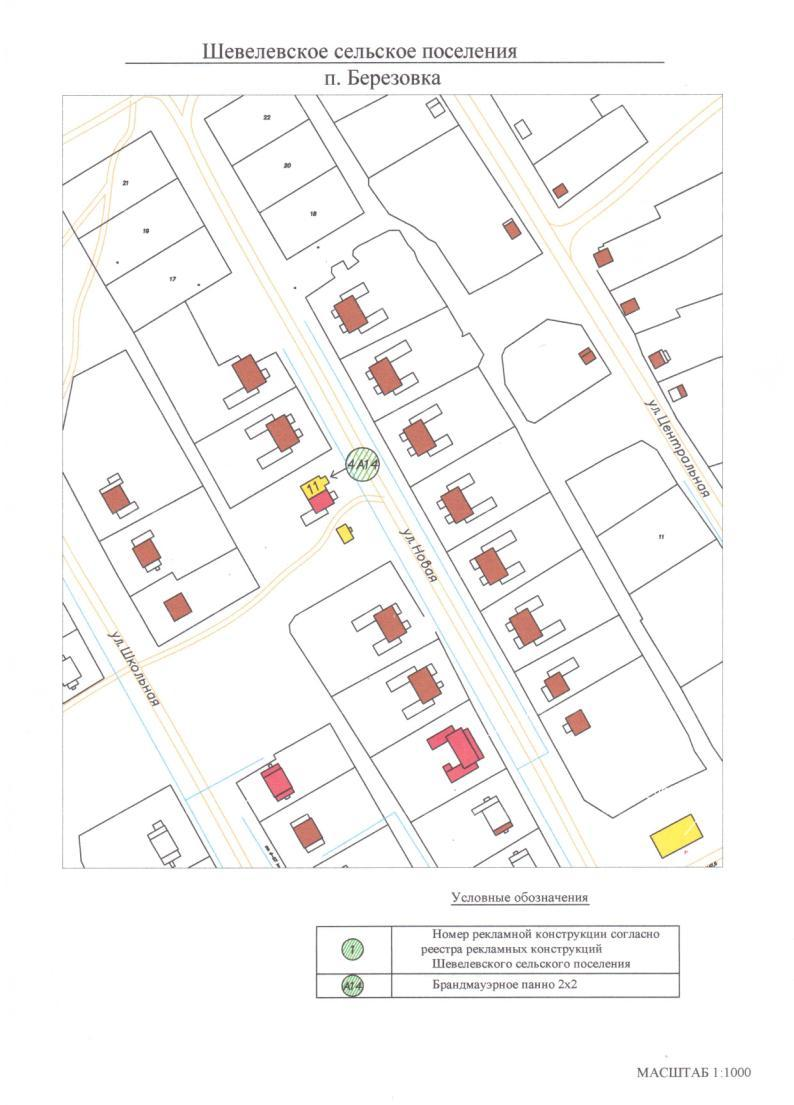 Шевелевское сельское поселения
п. Березовка
22
20
18
21
19
17
4 А14
11
ул. Новая
ул. Центральная
11
ул. Школьная
Условные обозначения
1
Номер рекламной конструкции согласно
реестра рекламных конструкций
Шевелевского сельского поселения
А14
Брандмауэрное панно 2х2
МАСШТАБ 1:1000